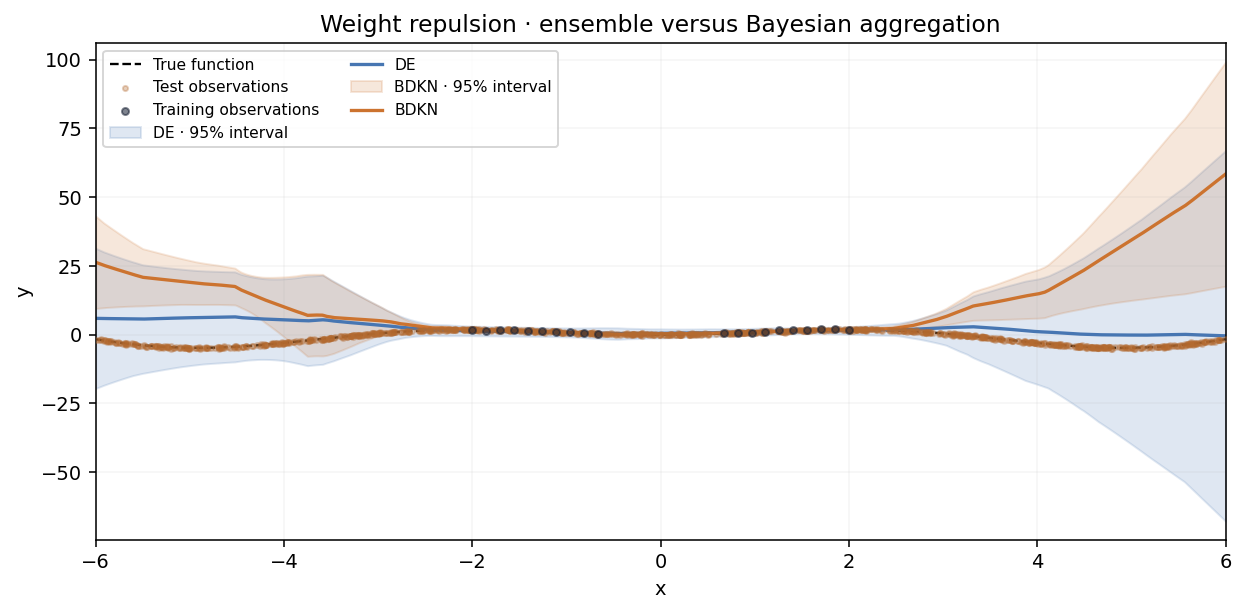 Weight repulsion · ensemble versus Bayesian aggregation
True function
Test observations
Training observations
DE · 95% interval
DE
BDKN · 95% interval
BDKN
100
75
50
25
0
−25
−50
y
−6
−4
−2
0
2
4
6
x